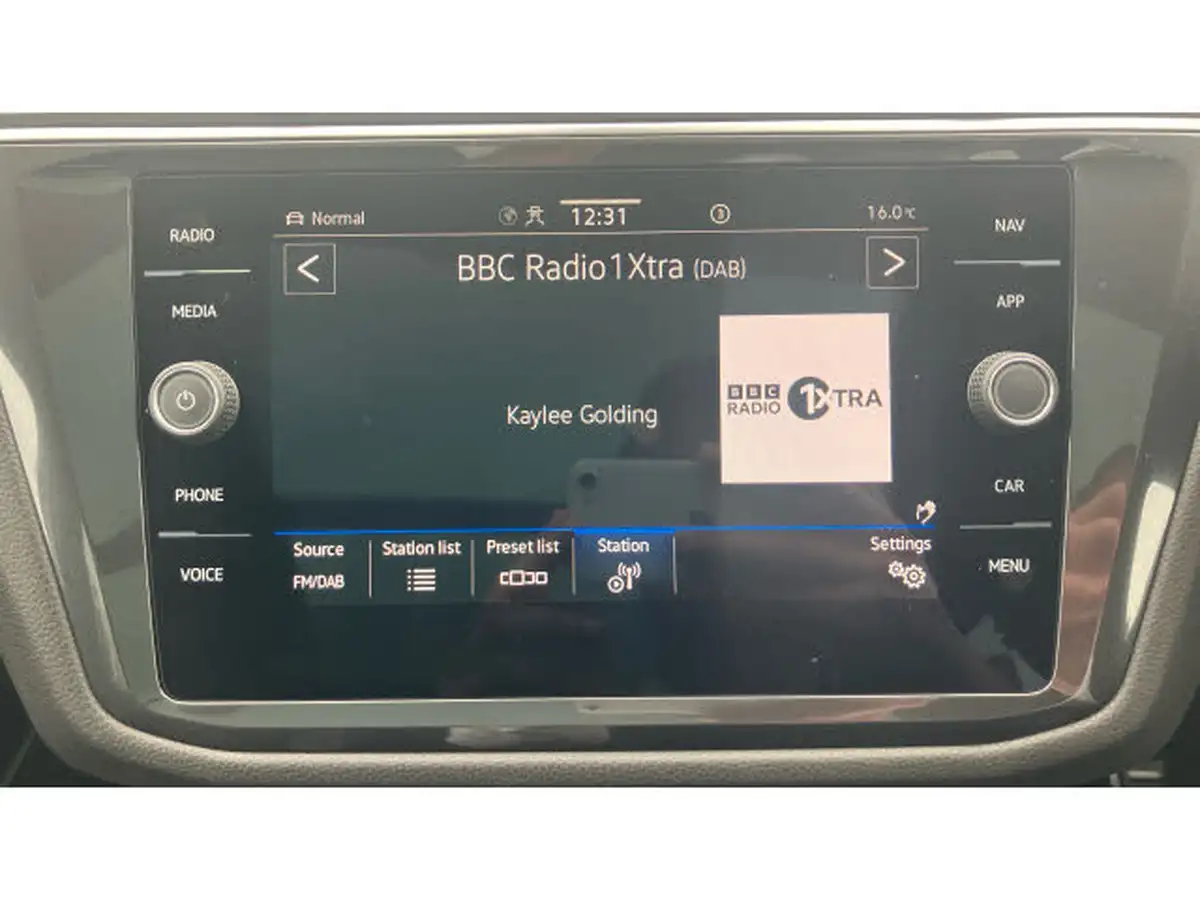 Normal
12:31
3
16.0°C
RADIO
MEDIA
PHONE
VOICE
<
BBC Radio 1Xtra (DAB)
>
Kaylee Golding
BBC
RADIO
1XTRA
Source
FM/DAB
Station list
Preset list
Station
Settings
NAV
APP
CAR
MENU